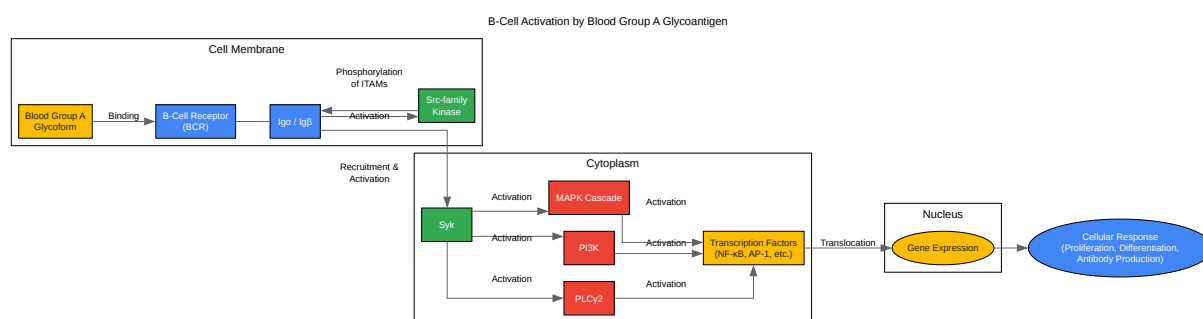 B-Cell Activation by Blood Group A Glycoantigen
Cell Membrane
Phosphorylation
of ITAMs
Blood Group A
Glycoform
Binding
B-Cell Receptor
(BCR)
Igα / Igβ
Activation
Src-family
Kinase
Recruitment &
Activation
Cytoplasm
Syk
Activation
MAPK Cascade
Activation
Activation
PI3K
Activation
Activation
PLCγ2
Activation
Transcription Factors
(NF-κB, AP-1, etc.)
Translocation
Nucleus
Gene Expression
Cellular Response
(Proliferation, Differentiation,
Antibody Production)